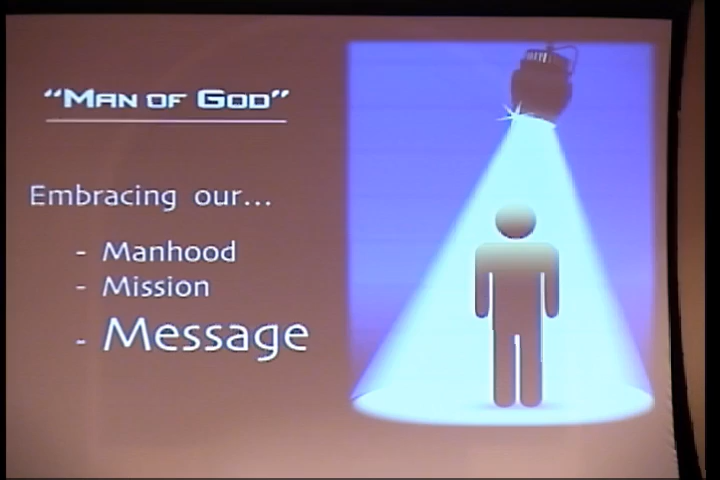 “Man of God”
Embracing our...
- Manhood
- Mission
- Message